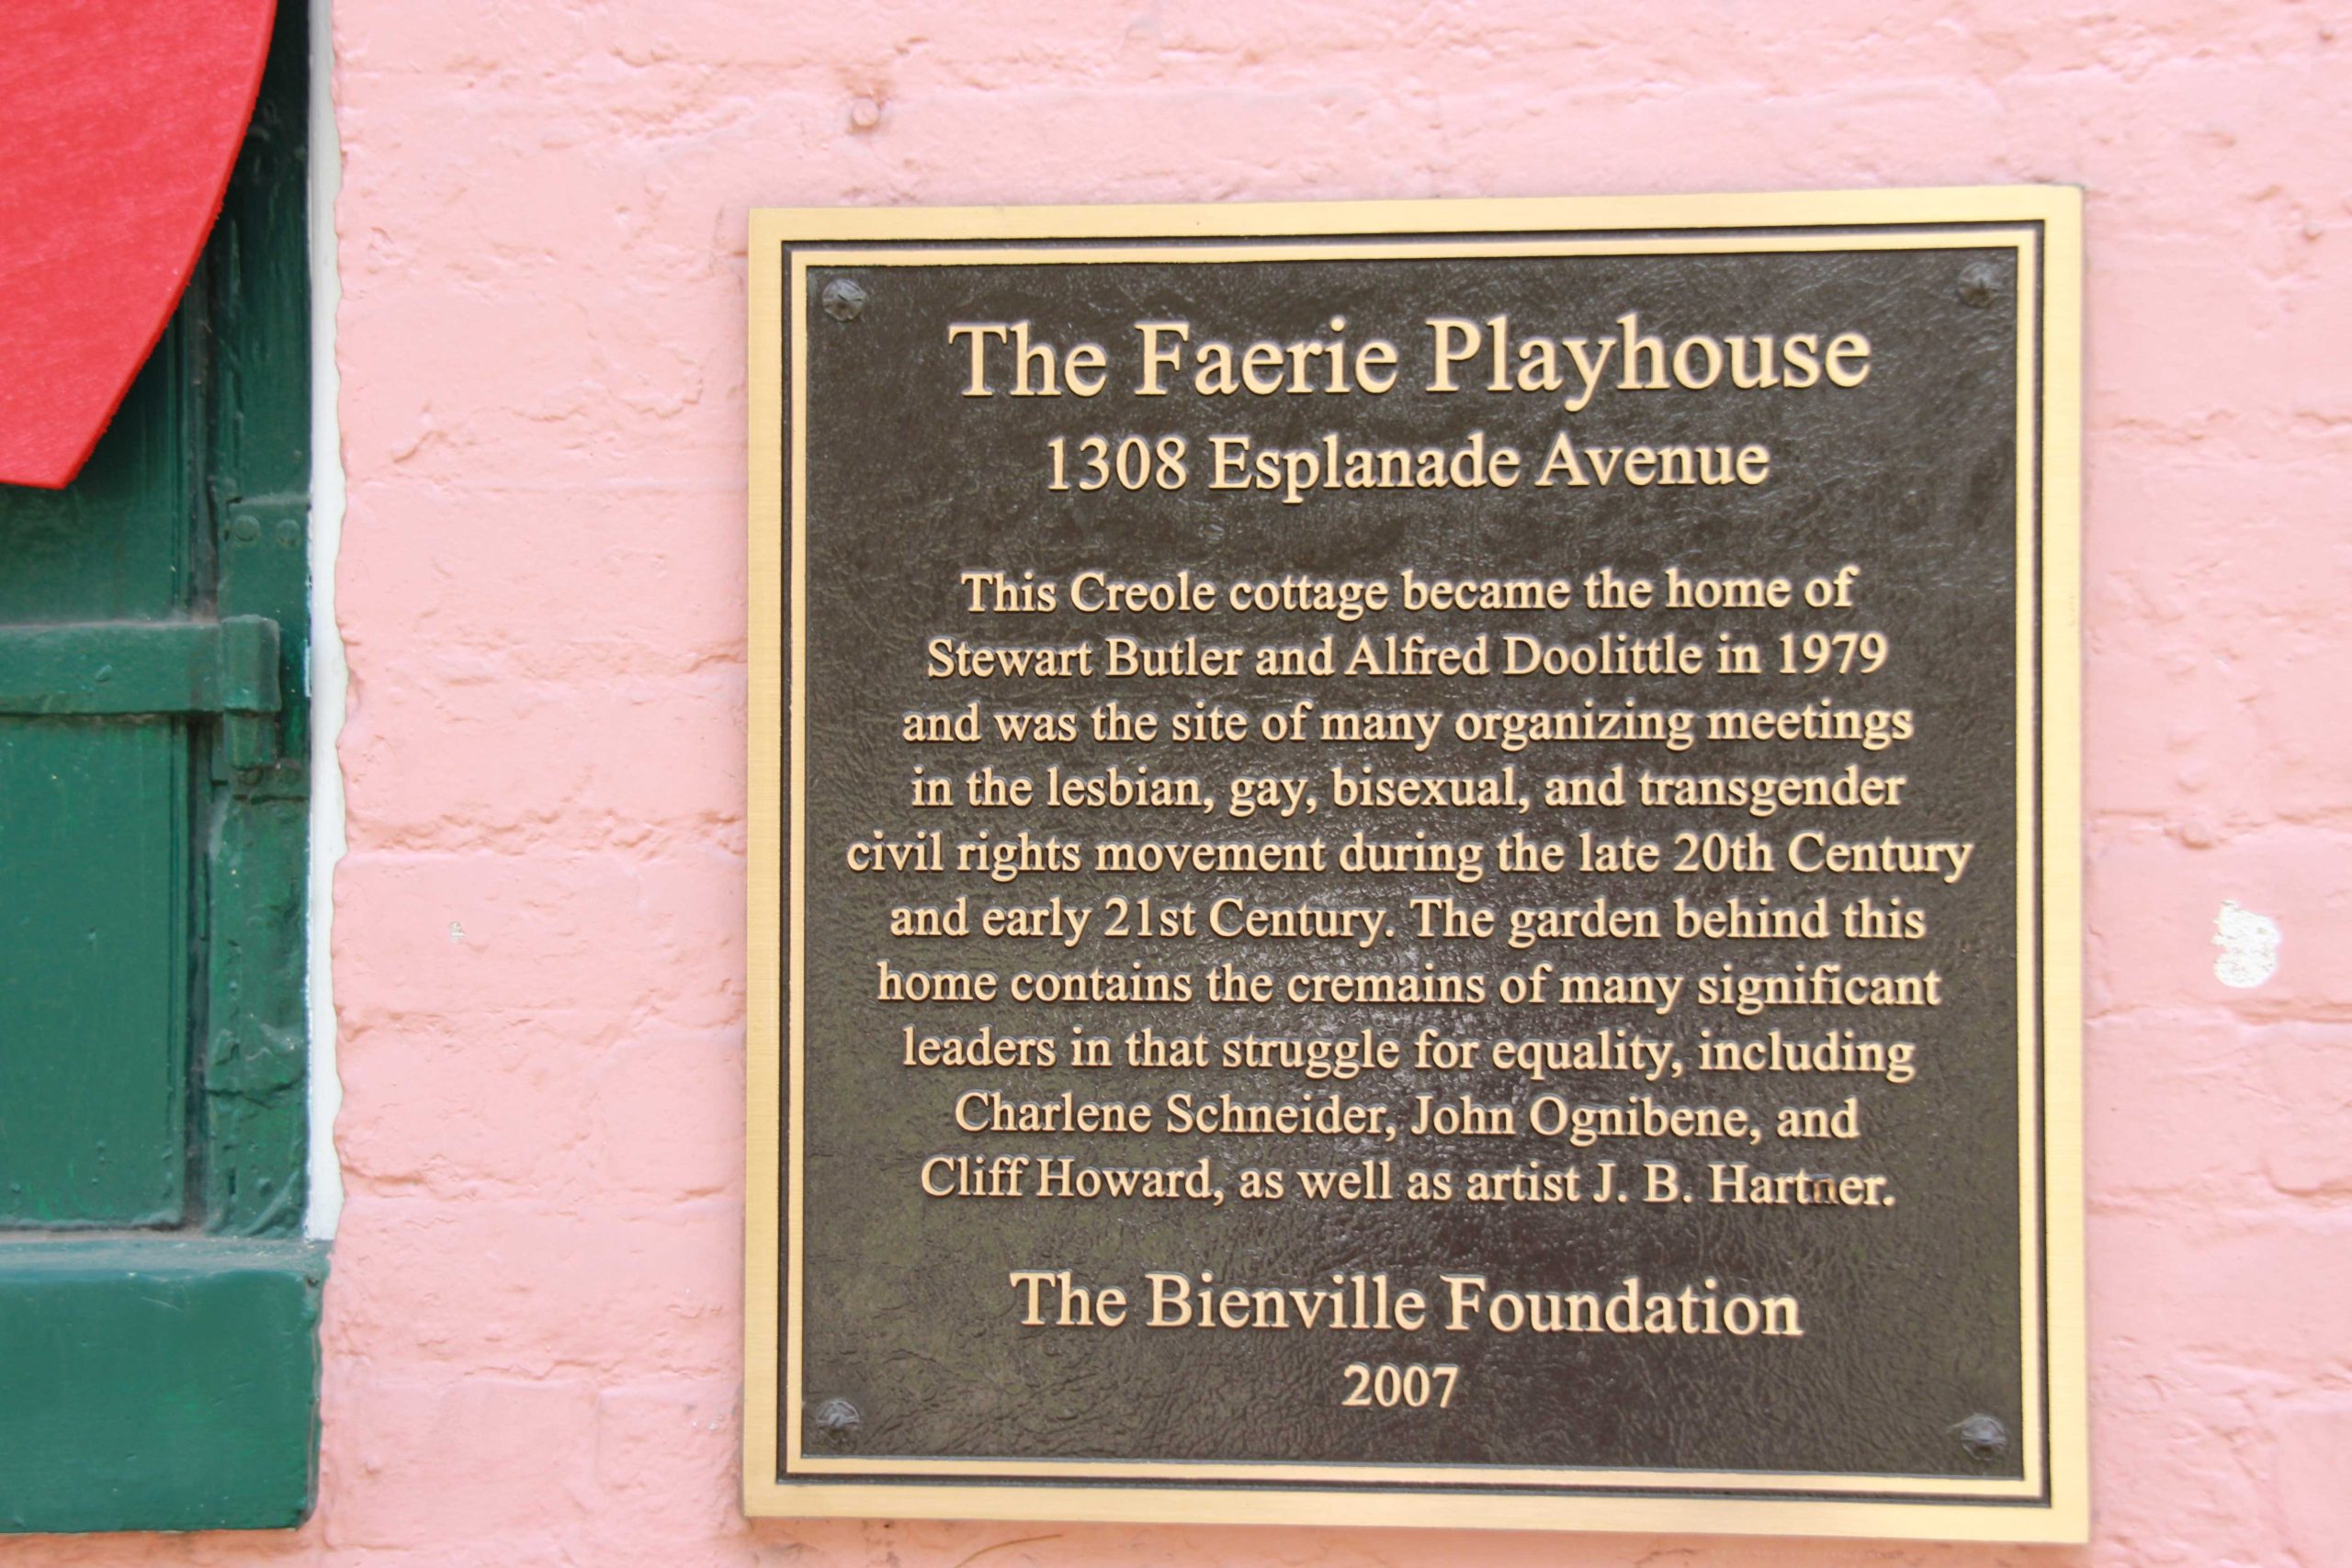 The Faerie Playhouse
1308 Esplanade Avenue
This Creole cottage became the home of
Stewart Butler and Alfred Doolittle in 1979
and was the site of many organizing meetings
in the lesbian, gay, bisexual, and transgender
civil rights movement during the late 20th Century
and early 21st Century. The garden behind this
home contains the cremains of many significant
leaders in that struggle for equality, including
Charlene Schneider, John Ognibene, and
Cliff Howard, as well as artist J. B. Hartner.
The Bienville Foundation
2007